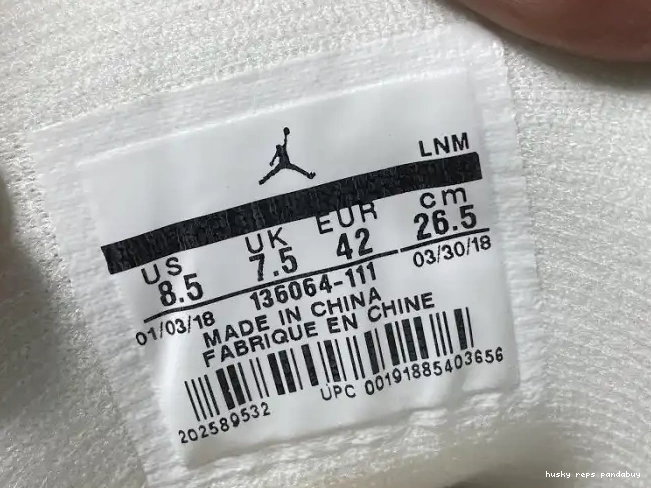 LNM
US UK EUR cm
8.5 7.5 42 26.5
01/03/18 136064-111 03/30/18
MADE IN CHINA
FABRIQUE EN CHINE
202589532 UPC 00191885403656
husky reps pandabuy